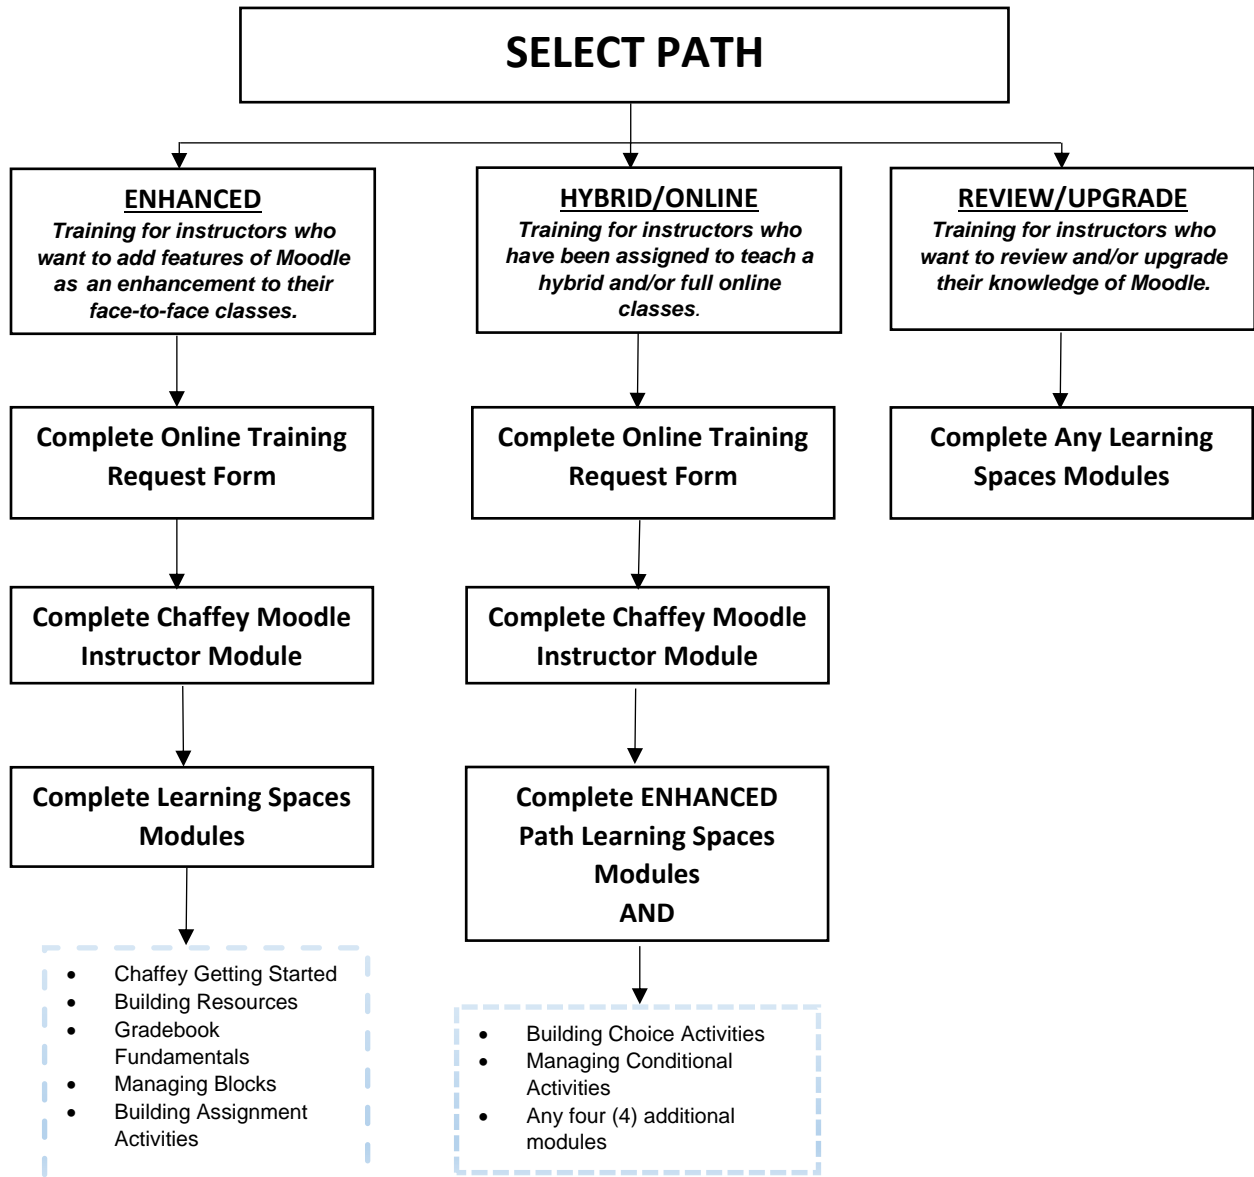 SELECT PATH
ENHANCED
Training for instructors who
want to add features of Moodle
as an enhancement to their
face-to-face classes.
HYBRID/ONLINE
Training for instructors who
have been assigned to teach a
hybrid and/or full online
classes.
REVIEW/UPGRADE
Training for instructors who
want to review and/or upgrade
their knowledge of Moodle.
Complete Online Training
Request Form
Complete Online Training
Request Form
Complete Any Learning
Spaces Modules
Complete Chaffey Moodle
Instructor Module
Complete Chaffey Moodle
Instructor Module
Complete Learning Spaces
Modules
Complete ENHANCED
Path Learning Spaces
Modules
AND
• Chaffey Getting Started
• Building Resources
• Gradebook
Fundamentals
• Managing Blocks
• Building Assignment
Activities
• Building Choice Activities
• Managing Conditional
Activities
• Any four (4) additional
modules